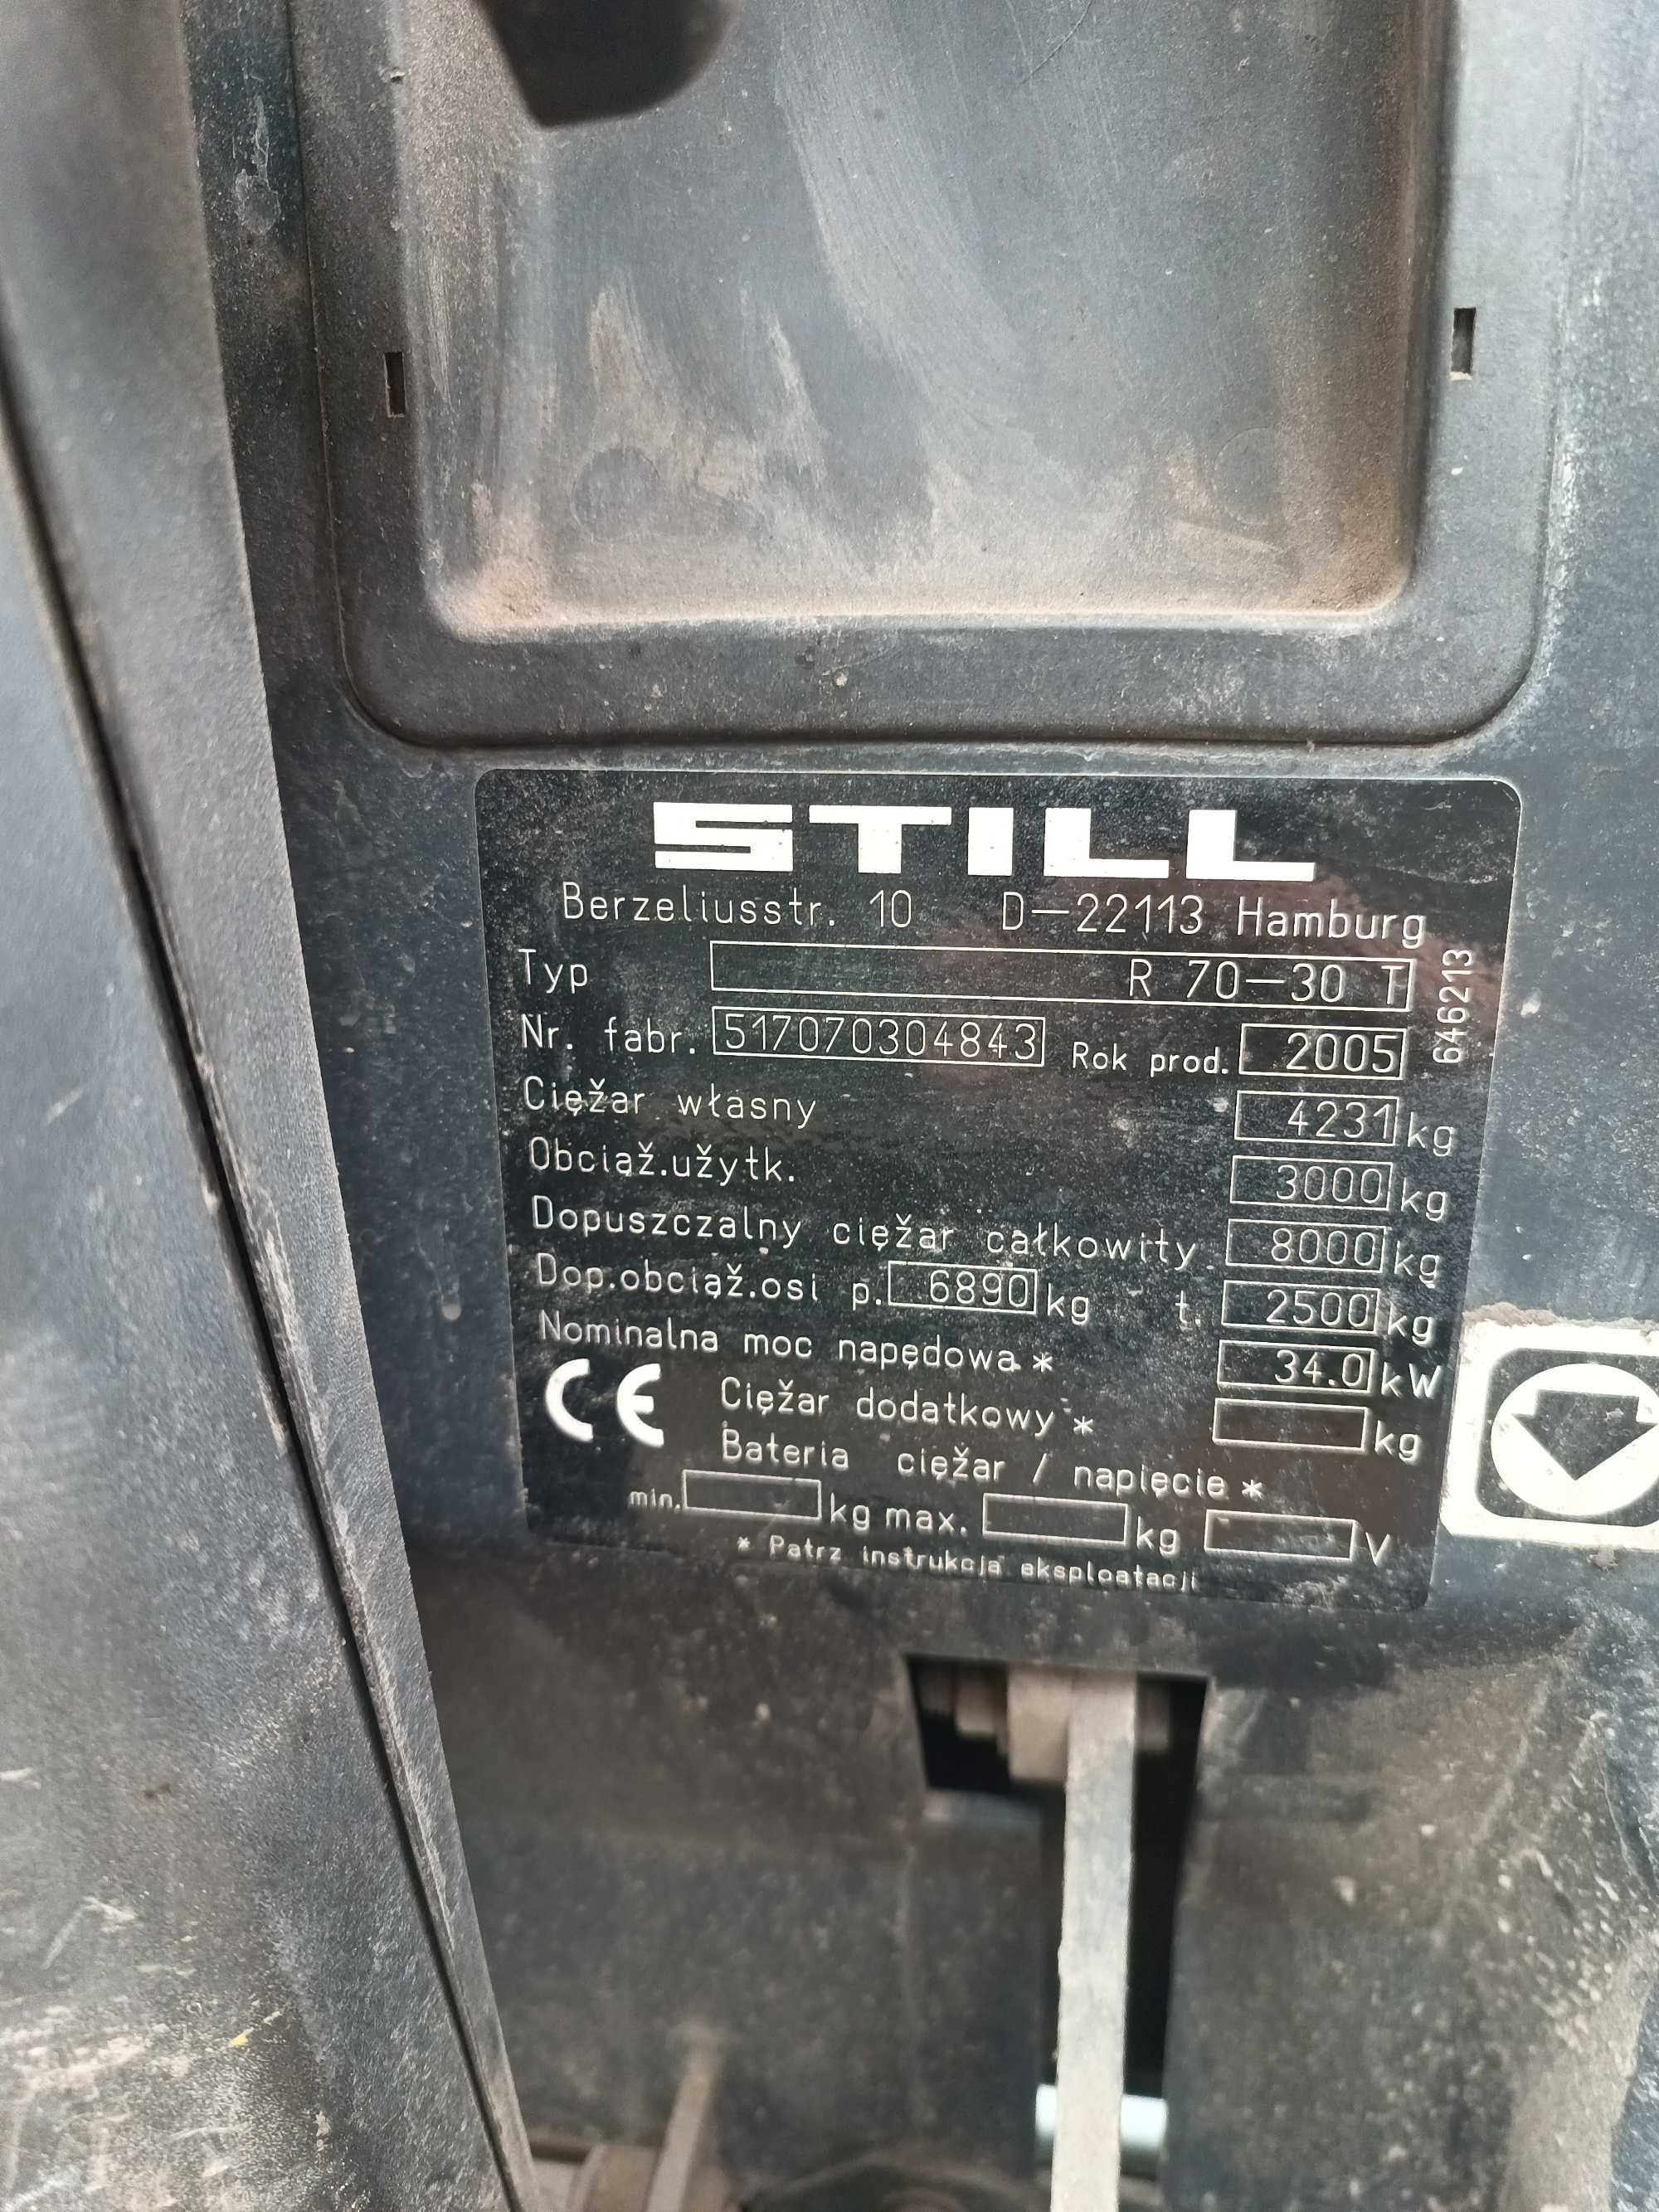 STILL
Berzeliusstr. 10 D-22113 Hamburg
Typ R 70-30 T
646213
Nr. fabr. 517070304843 Rok prod. 2005
Ciężar własny 4231 kg
Obciąż.użytk. 3000 kg
Dopuszczalny ciężar całkowity 8000 kg
Dop.obciąż.osi p. 6890 kg t. 2500 kg
Nominalna moc napędowa * 34.0 kW
CE Ciężar dodatkowy * kg
Bateria ciężar / napięcie *
min. kg max. kg V
* Patrz instrukcja eksploatacji